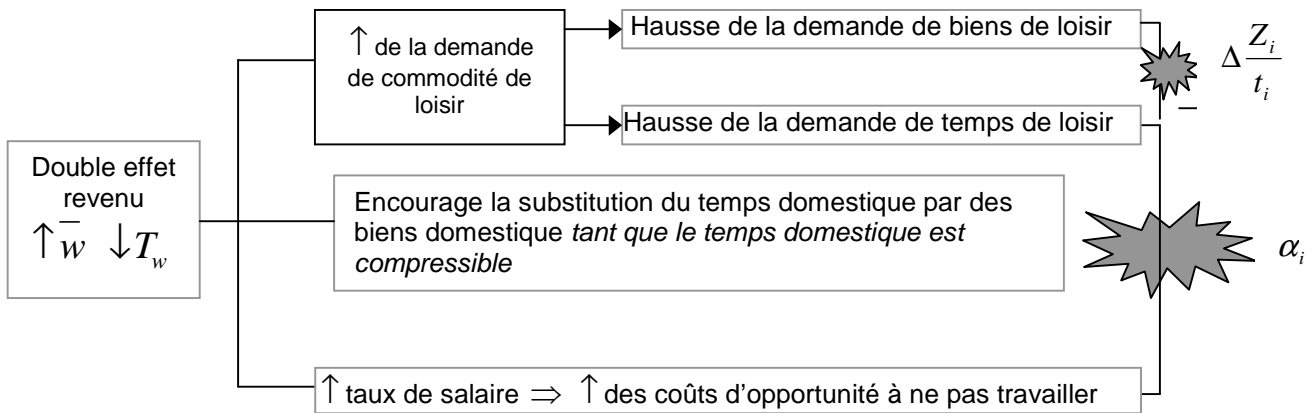 Double effet
revenu
↑ w̅ ↓ T_w
↑ de la demande
de commodité de
loisir
Hausse de la demande de biens de loisir
Hausse de la demande de temps de loisir
Δ Z_i / t_i
–
Encourage la substitution du temps domestique par des
biens domestique tant que le temps domestique est
compressible
α_i
↑ taux de salaire ⇒ ↑ des coûts d’opportunité à ne pas travailler